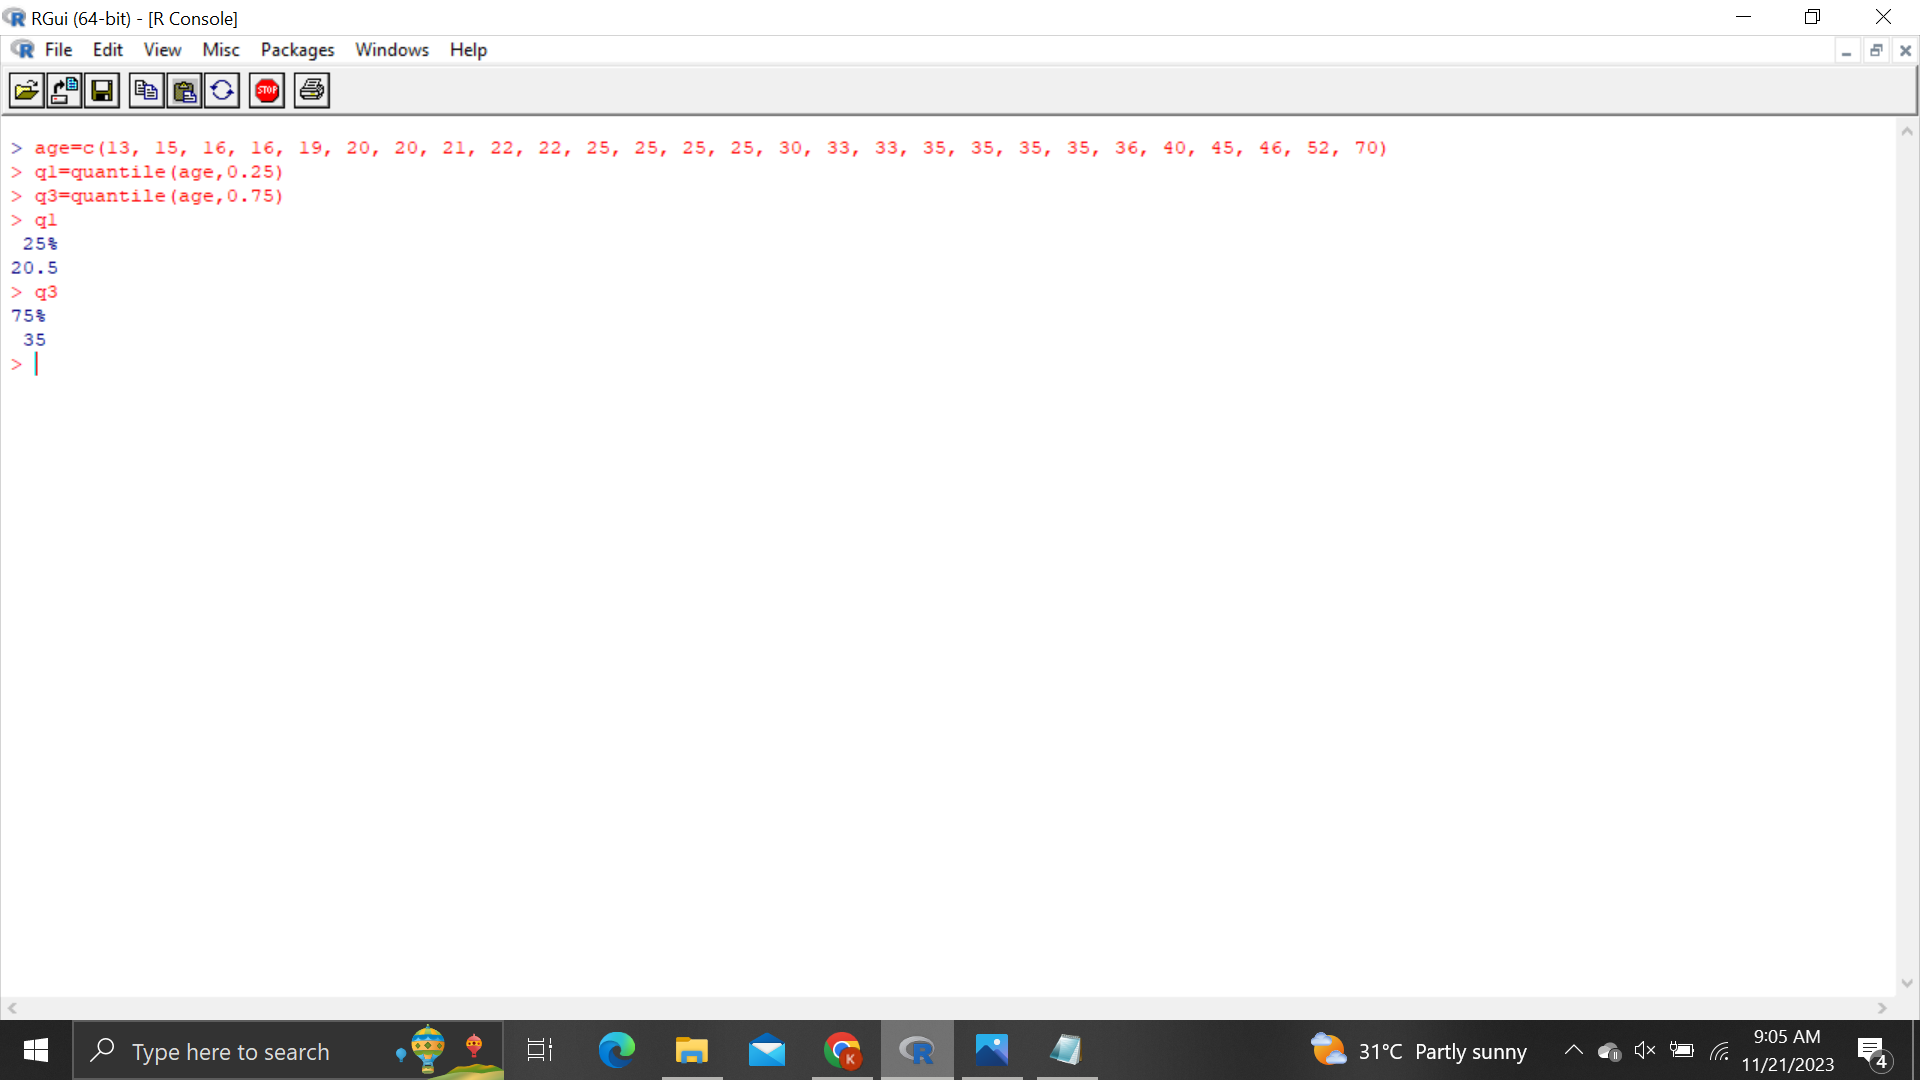 RGui (64-bit) - [R Console]
File Edit View Misc Packages Windows Help
STOP
> age=c(13, 15, 16, 16, 19, 20, 20, 21, 22, 22, 25, 25, 25, 25, 30, 33, 33, 35, 35, 35, 35, 36, 40, 45, 46, 52, 70)
> q1=quantile(age,0.25)
> q3=quantile(age,0.75)
> q1
 25%
20.5
> q3
75%
 35
>
Type here to search
K
R
31°C Partly sunny
9:05 AM
11/21/2023
4